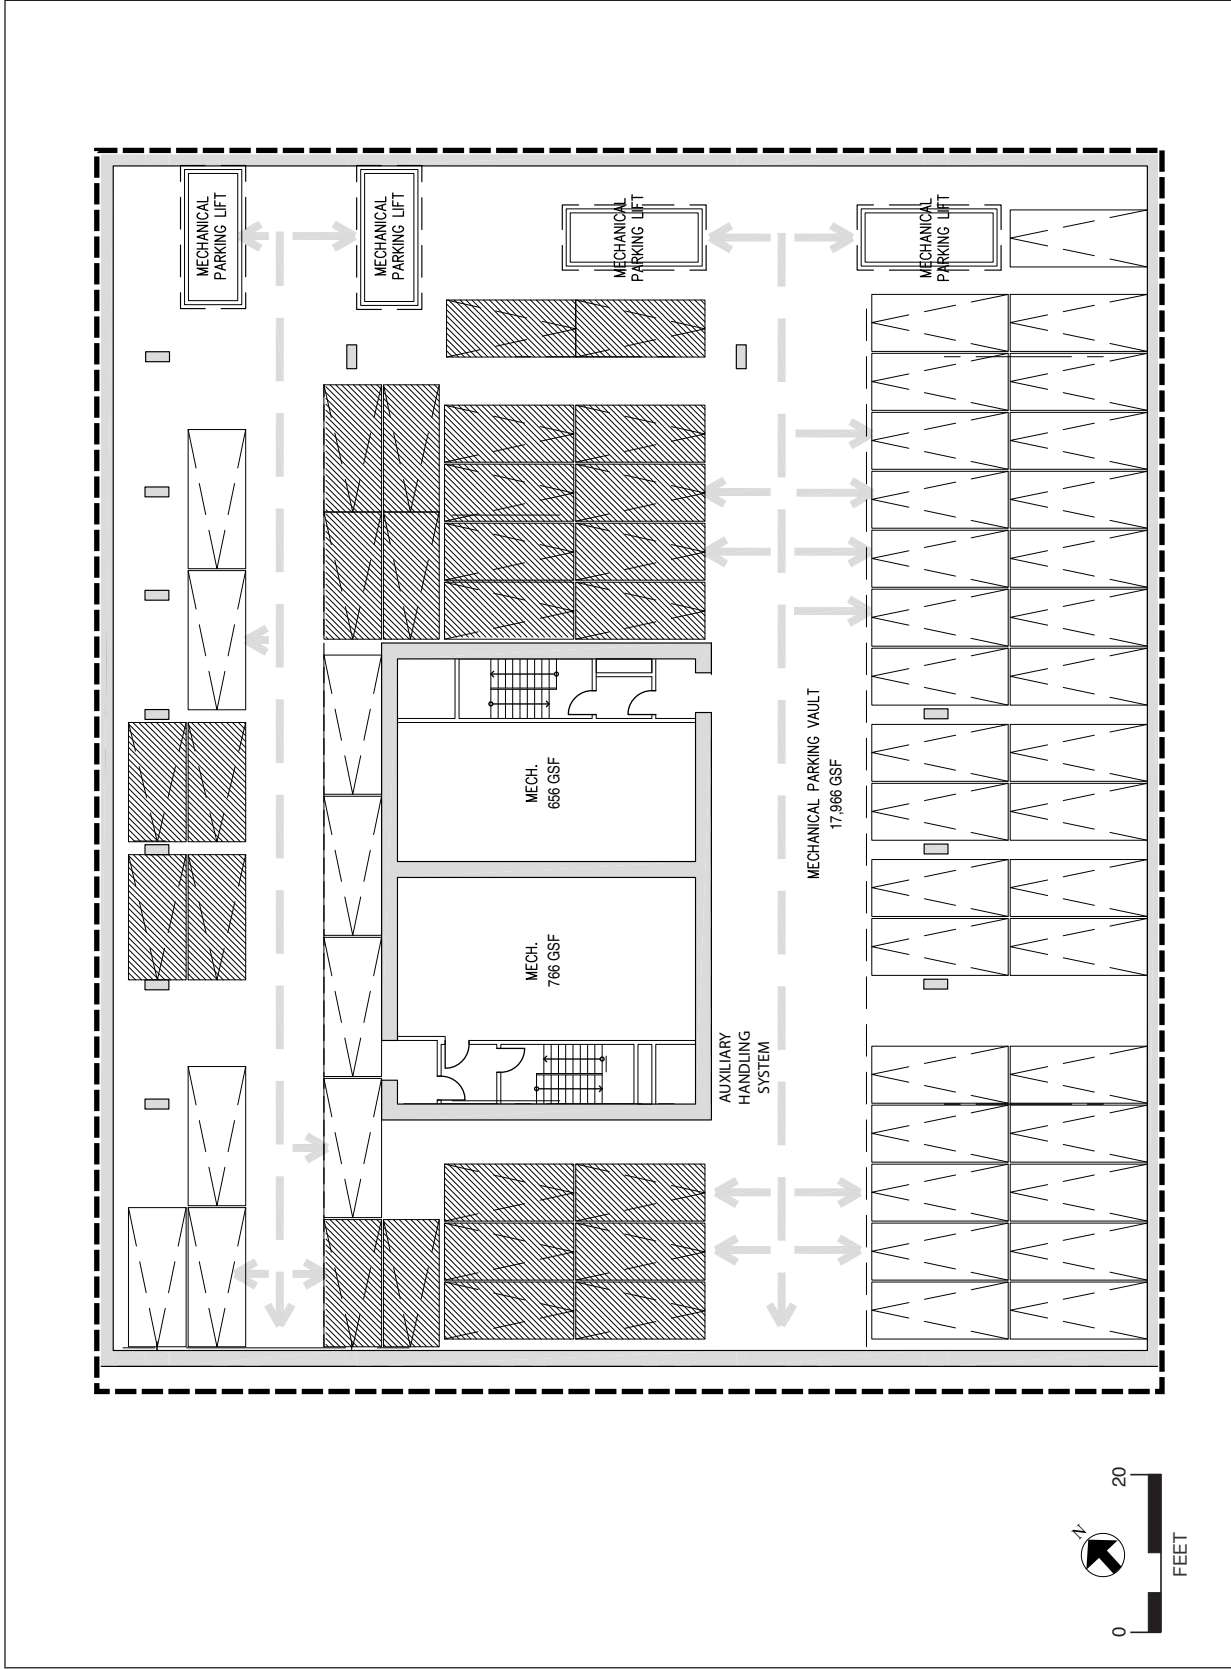 MECHANICAL
PARKING LIFT
MECHANICAL
PARKING LIFT
MECHANICAL
PARKING LIFT
MECHANICAL
PARKING LIFT
MECH.
656 GSF
MECHANICAL PARKING VAULT
17,966 GSF
MECH.
766 GSF
AUXILIARY
HANDLING
SYSTEM
N
0 20
FEET